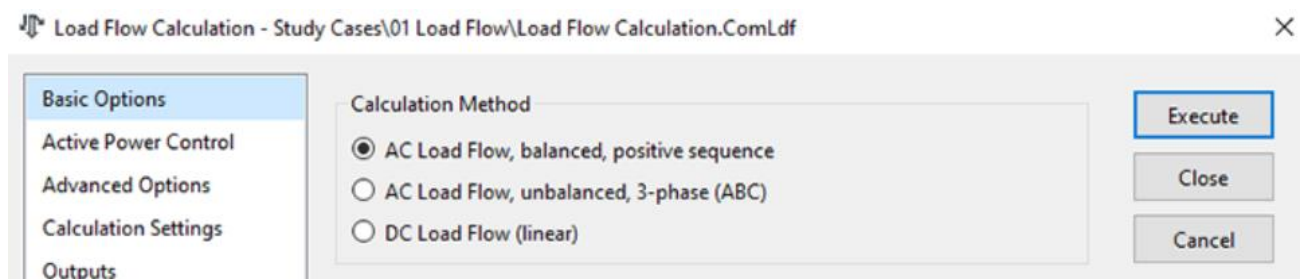 Load Flow Calculation - Study Cases\01 Load Flow\Load Flow Calculation.ComLdf
Basic Options
Active Power Control
Advanced Options
Calculation Settings
Outputs
Calculation Method
AC Load Flow, balanced, positive sequence
AC Load Flow, unbalanced, 3-phase (ABC)
DC Load Flow (linear)
Execute
Close
Cancel